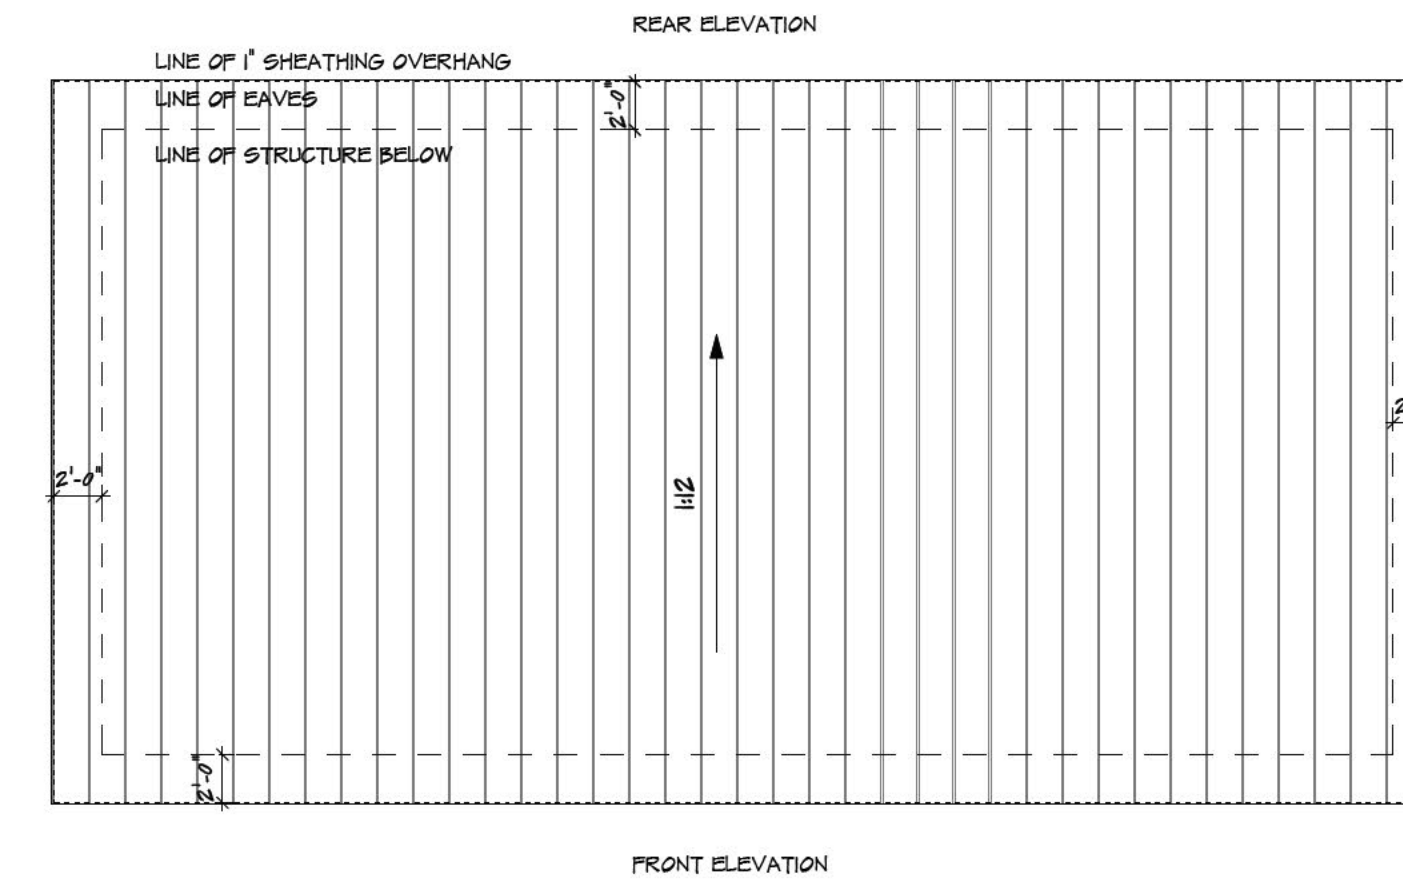 REAR ELEVATION
LINE OF 1" SHEATHING OVERHANG
LINE OF EAVES
2'-0"
LINE OF STRUCTURE BELOW
2
2'-0"
1:12
2'-0"
FRONT ELEVATION